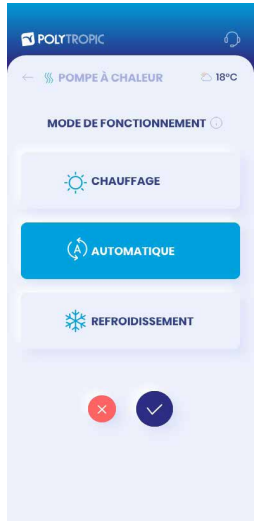 POLYTROPIC
POMPE À CHALEUR 18°C
MODE DE FONCTIONNEMENT
CHAUFFAGE
A AUTOMATIQUE
REFROIDISSEMENT